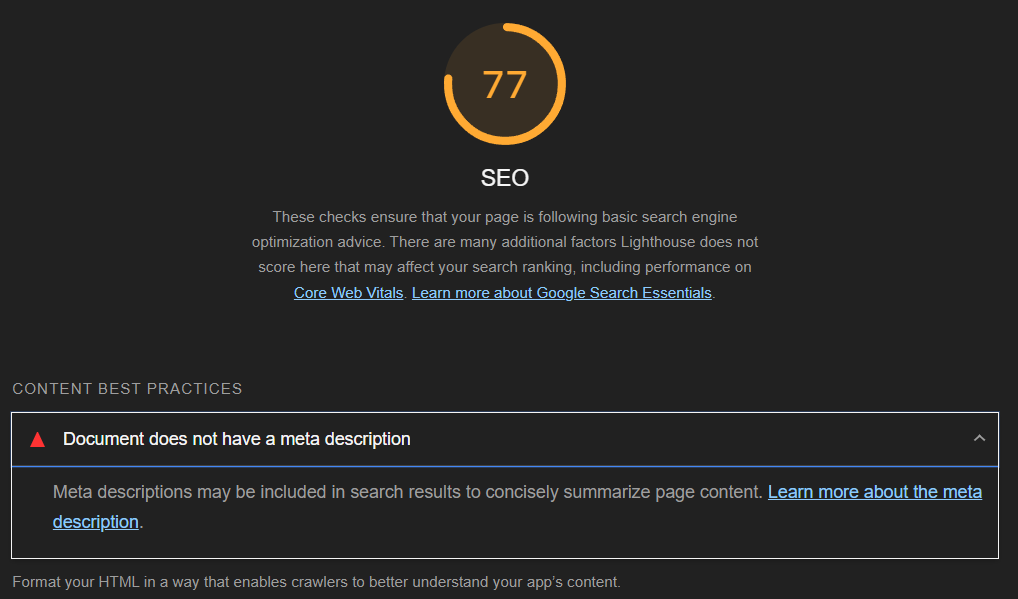 77
SEO
These checks ensure that your page is following basic search engine
optimization advice. There are many additional factors Lighthouse does not
score here that may affect your search ranking, including performance on
Core Web Vitals. Learn more about Google Search Essentials.
CONTENT BEST PRACTICES
Document does not have a meta description
Meta descriptions may be included in search results to concisely summarize page content. Learn more about the meta
description.
Format your HTML in a way that enables crawlers to better understand your app’s content.